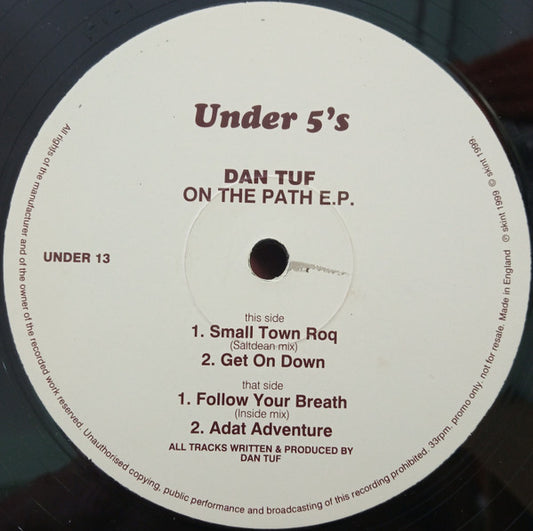 Under 5's
DAN TUF
ON THE PATH E.P.
UNDER 13
this side
1. Small Town Roq
(Saltdean mix)
2. Get On Down
that side
1. Follow Your Breath
(Inside mix)
2. Adat Adventure
ALL TRACKS WRITTEN & PRODUCED BY
DAN TUF
All rights of the manufacturer and of the owner of the recorded work reserved. Unauthorised copying, public performance and broadcasting of this recording prohibited. 33rpm. promo only. not for resale. Made in England ℗ skint 1999 © skint 1999.